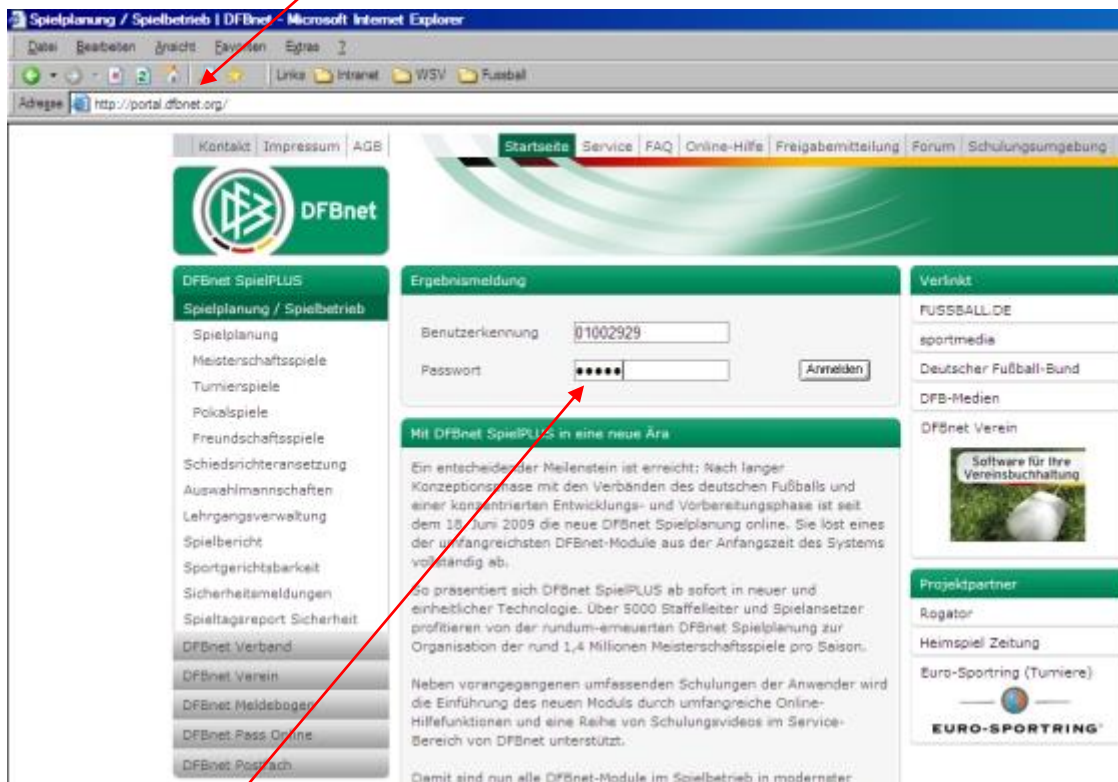 Spielplanung / Spielbetrieb | DFBnet - Microsoft Internet Explorer
Datei Bearbeiten Ansicht Favoriten Extras ?
Links Intranet WSV Fussball
Adresse http://portal.dfbnet.org/
Kontakt Impressum AGB
Startseite Service FAQ Online-Hilfe Freigabemitteilung Forum Schulungsumgebung
DFBnet
DFBnet SpielPLUS
Spielplanung / Spielbetrieb
Spielplanung
Meisterschaftsspiele
Turnierspiele
Pokalspiele
Freundschaftsspiele
Schiedsrichteransetzung
Auswahlmannschaften
Lehrgangsverwaltung
Spielbericht
Sportgerichtsbarkeit
Sicherheitsmeldungen
Spieltagsreport Sicherheit
DFBnet Verband
DFBnet Verein
DFBnet Meldebogen
DFBnet Pass Online
DFBnet Postfach
Ergebnismeldung
Benutzerkennung 01002929
Passwort ••••• Anmelden
Mit DFBnet SpielPLUS in eine neue Ära
Ein entscheidender Meilenstein ist erreicht: Nach langer
Konzeptionsphase mit den Verbänden des deutschen Fußballs und
einer konzentrierten Entwicklungs- und Vorbereitungsphase ist seit
dem 18. Juni 2009 die neue DFBnet Spielplanung online. Sie löst eines
der umfangreichsten DFBnet-Module aus der Anfangszeit des Systems
vollständig ab.
So präsentiert sich DFBnet SpielPLUS ab sofort in neuer und
einheitlicher Technologie. Über 5000 Staffelleiter und Spielansetzer
profitieren von der rundum-erneuerten DFBnet Spielplanung zur
Organisation der rund 1,4 Millionen Meisterschaftsspiele pro Saison.
Neben vorangegangenen umfassenden Schulungen der Anwender wird
die Einführung des neuen Moduls durch umfangreiche Online-
Hilfefunktionen und eine Reihe von Schulungsvideos im Service-
Bereich von DFBnet unterstützt.
Damit sind nun alle DFBnet-Module im Spielbetrieb in modernster
Verlinkt
FUSSBALL.DE
sportmedia
Deutscher Fußball-Bund
DFB-Medien
DFBnet Verein
Software für Ihre
Vereinsbuchhaltung
Projektpartner
Rogator
Heimspiel Zeitung
Euro-Sportring (Turniere)
EURO-SPORTRING